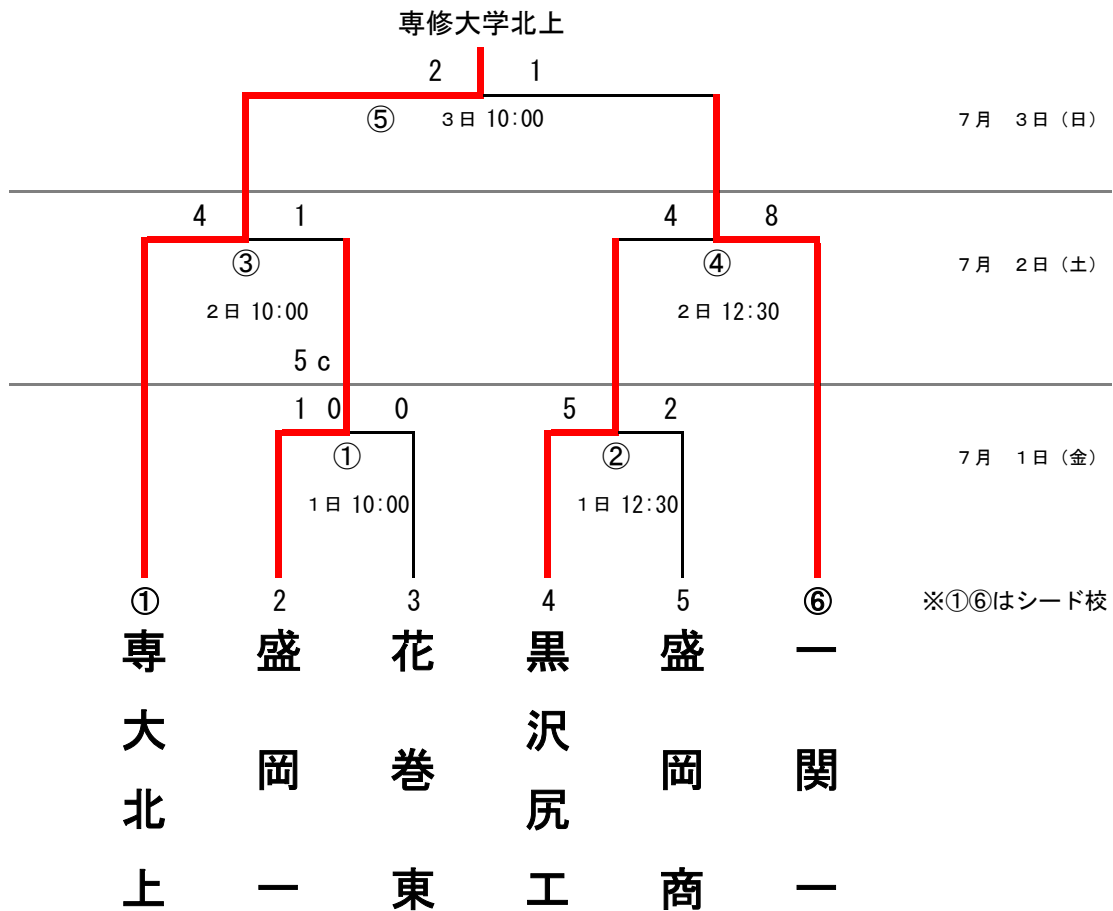 専修大学北上
2 1
⑤ 3日 10:00 7月 3日(日)
4 1 4 8
③ ④ 7月 2日(土)
2日 10:00 2日 12:30
5 c
1 0 0 5 2
① ② 7月 1日(金)
1日 10:00 1日 12:30
① 2 3 4 5 ⑥ ※①⑥はシード校
専大北上
盛岡一
花巻東
黒沢尻工
盛岡商
一関一